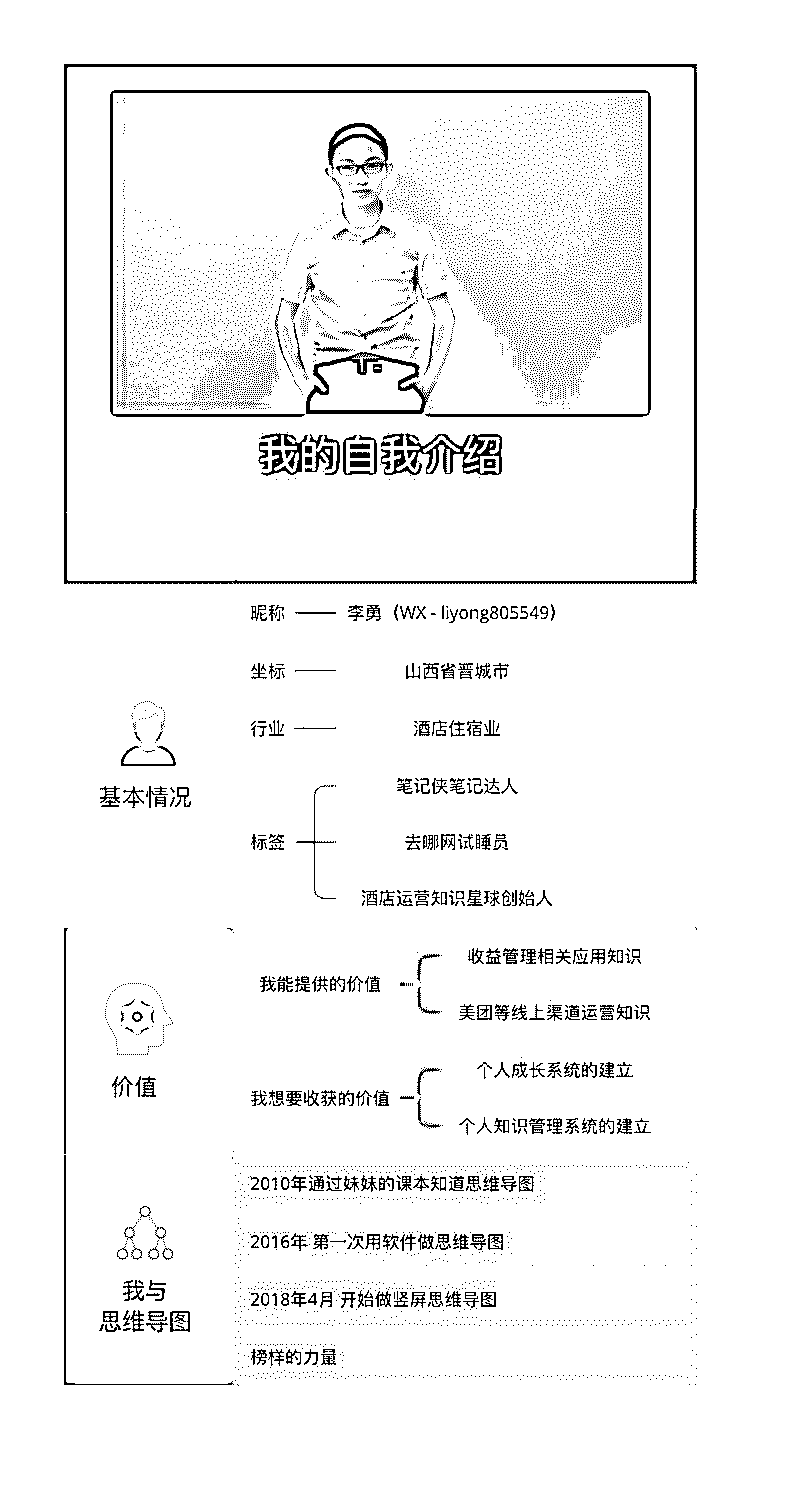 我的自我介绍
昵称
李勇（WX - liyong805549）
坐标
山西省晋城市
行业
酒店住宿业
基本情况
标签
笔记侠笔记达人
去哪网试睡员
酒店运营知识星球创始人
价值
我能提供的价值
收益管理相关应用知识
美团等线上渠道运营知识
我想要收获的价值
个人成长系统的建立
个人知识管理系统的建立
我与
思维导图
2010年通过妹妹的课本知道思维导图
2016年 第一次用软件做思维导图
2018年4月 开始做竖屏思维导图
榜样的力量